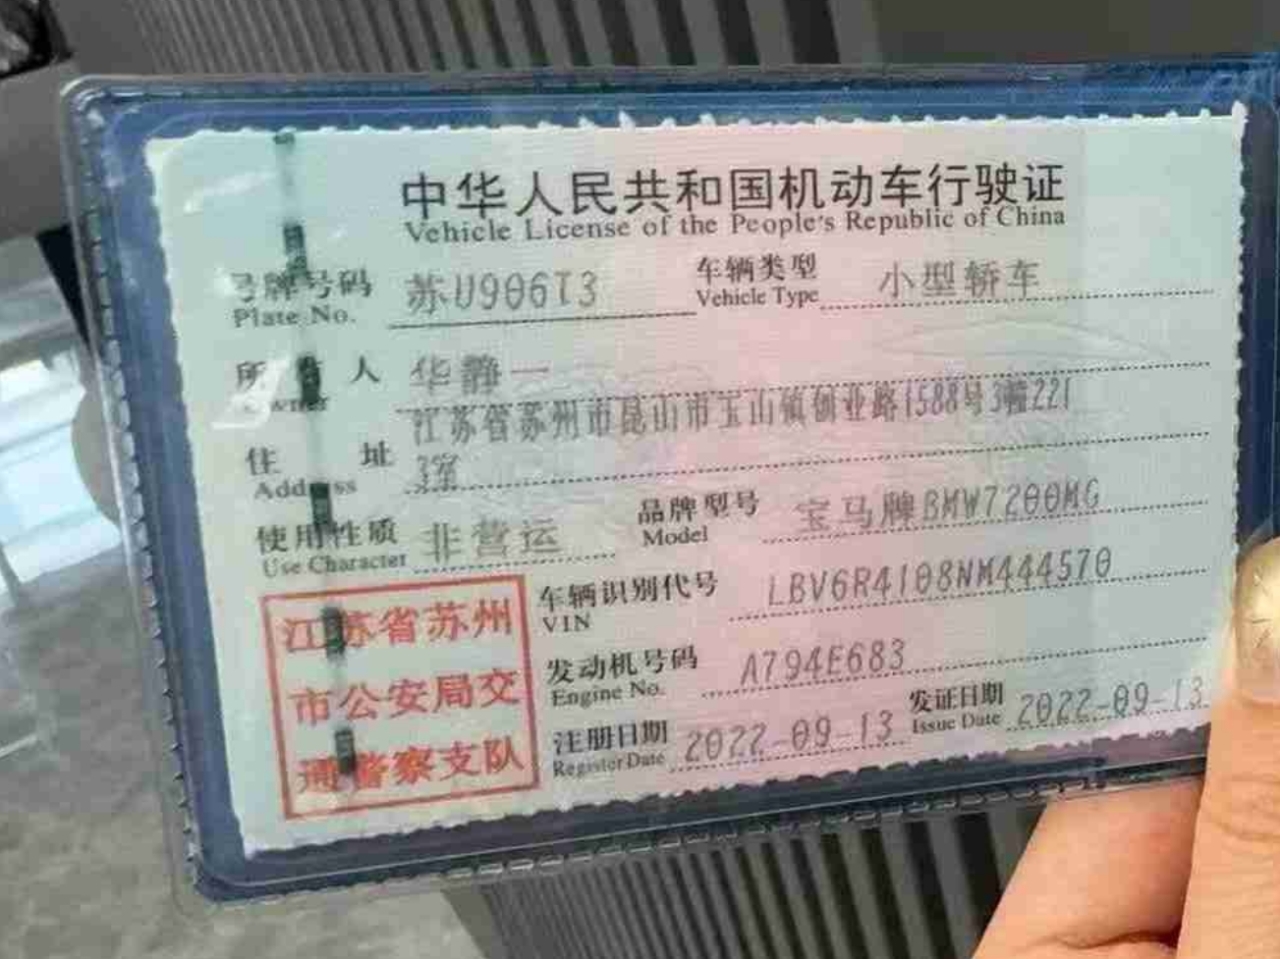 中华人民共和国机动车行驶证
Vehicle License of the People's Republic of China
号牌号码 苏U906T3 车辆类型 小型轿车
Plate No. Vehicle Type
所有人 华静一
Owner
江苏省苏州市昆山市玉山镇创业路1588号3幢221
住址 3室
Address
使用性质 非营运 品牌型号 宝马牌BMW7200MG
Use Character Model
江苏省苏州 车辆识别代号 LBV6R4108NM444570
VIN
市公安局交 发动机号码 A794E683
Engine No.
通警察支队 注册日期 2022-09-13 发证日期 2022-09-13
Register Date Issue Date